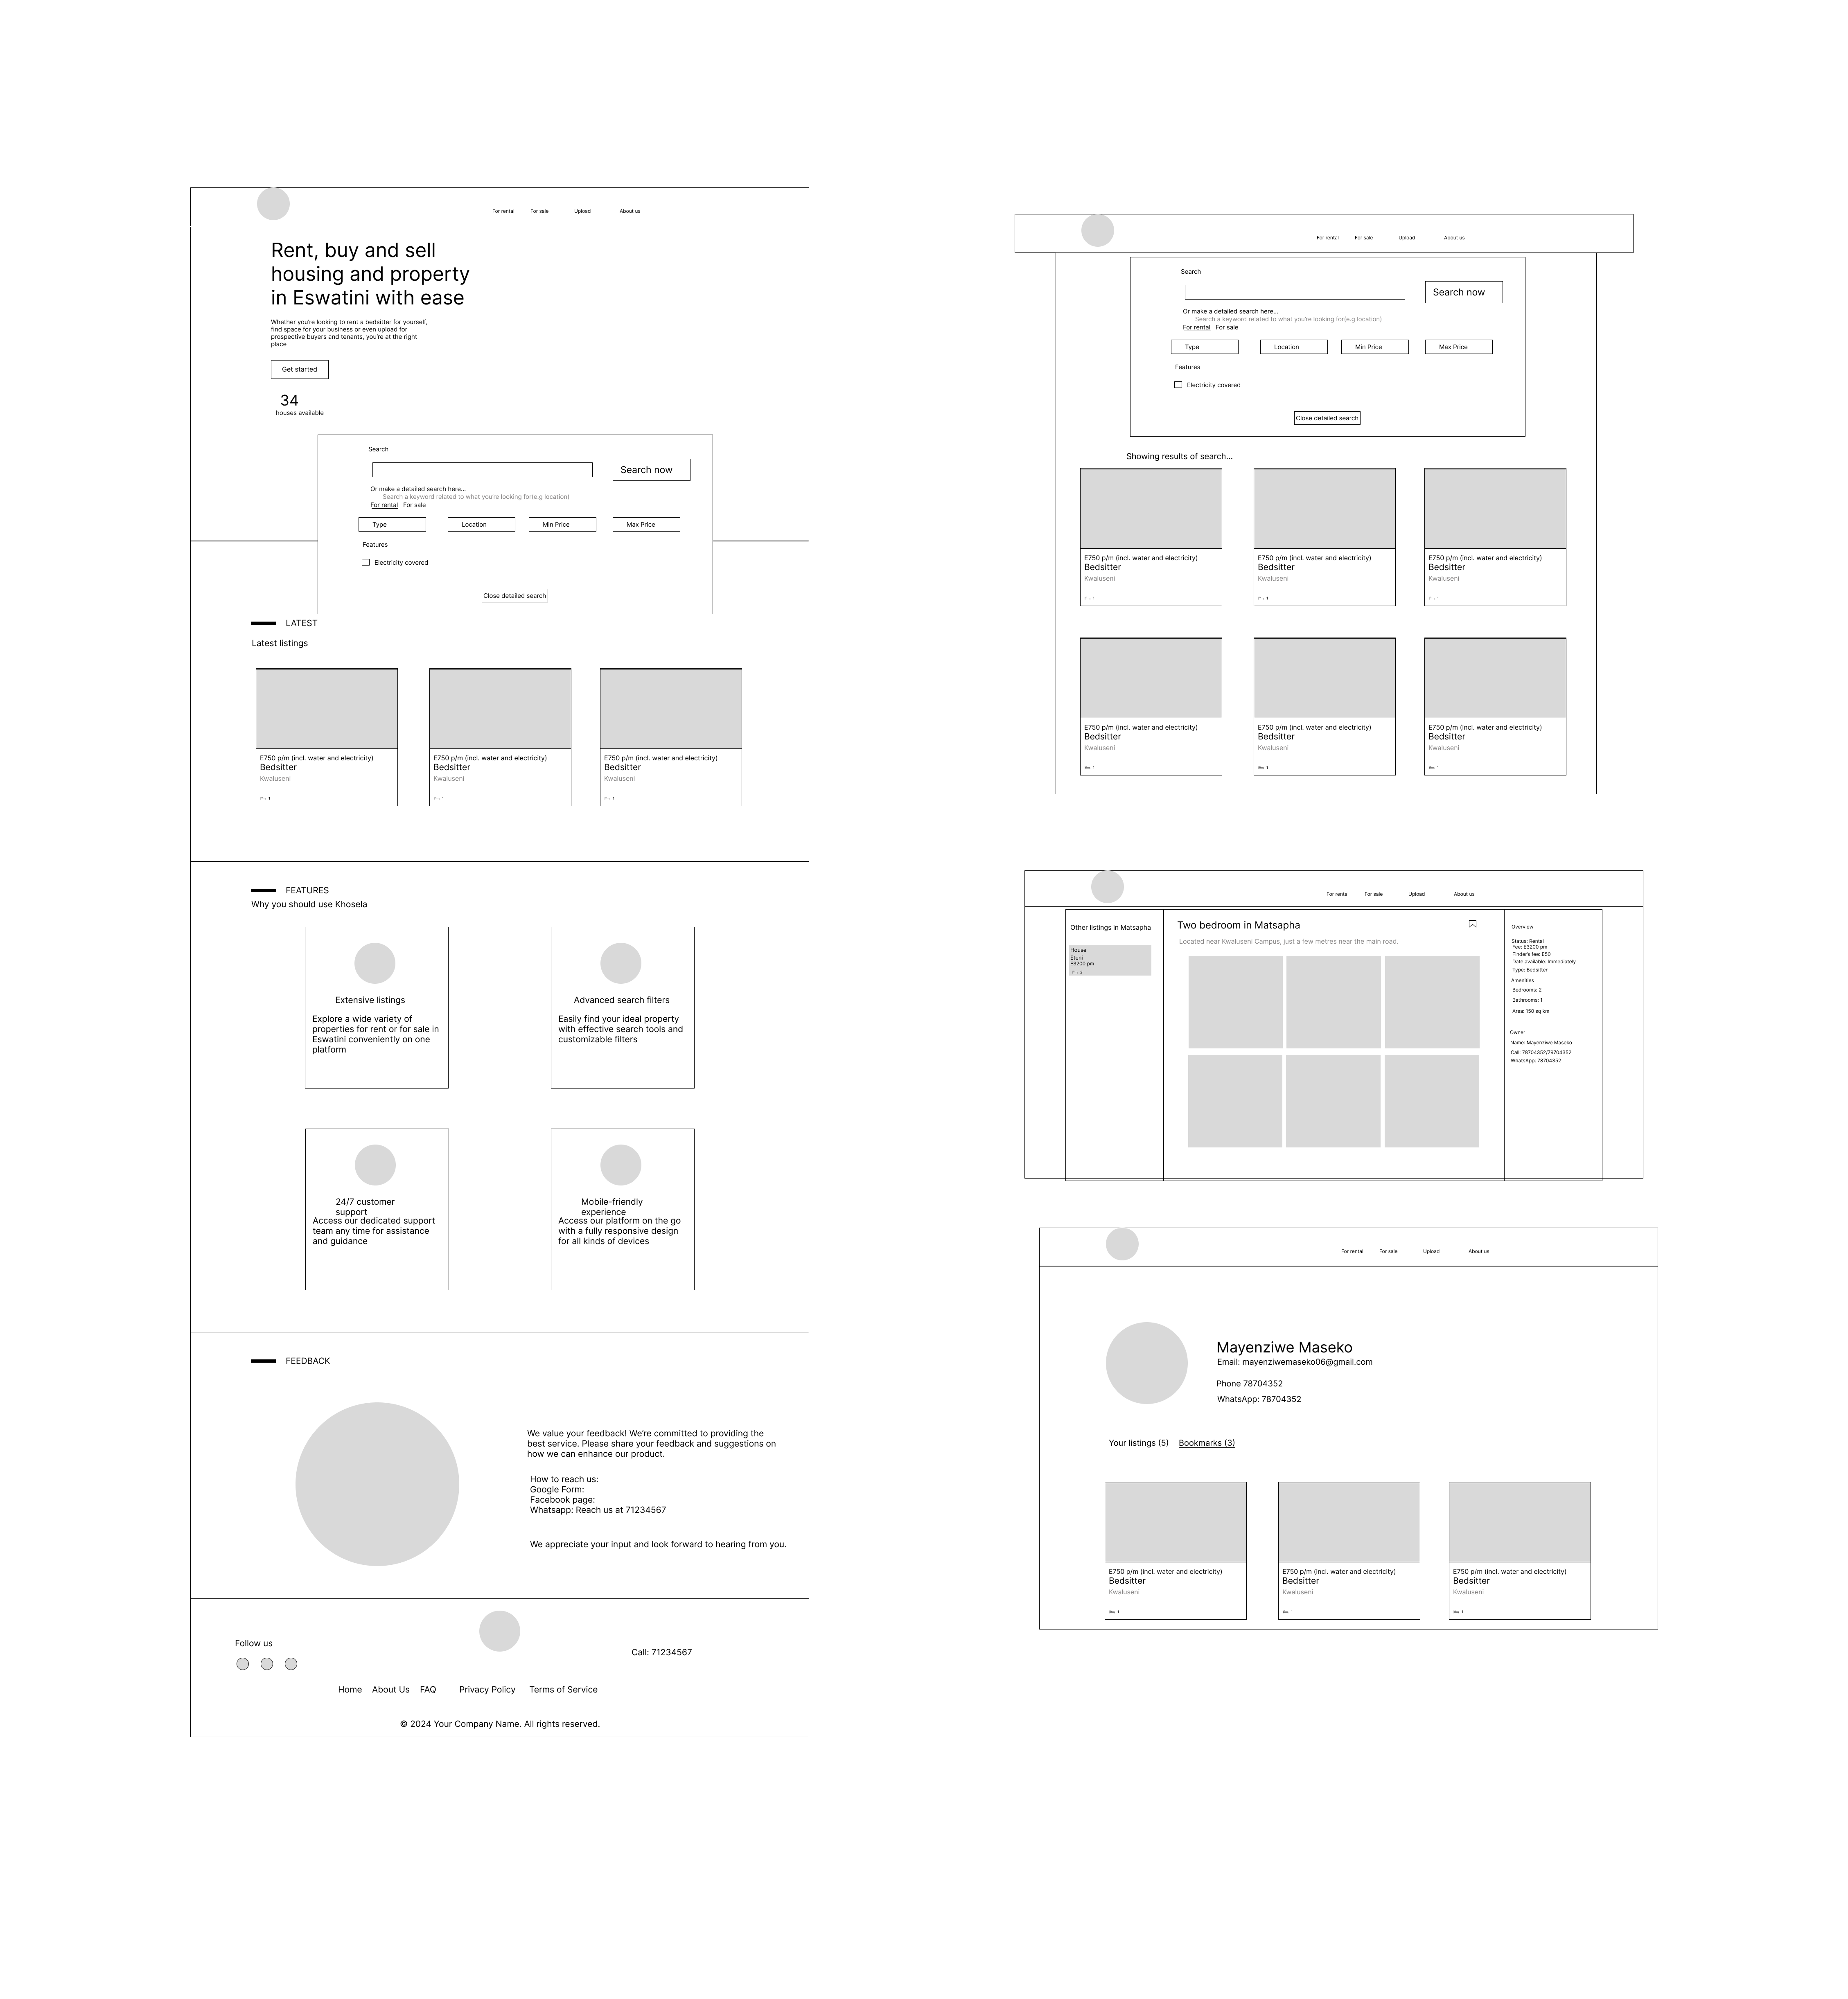 For rental For sale Upload About us
Rent, buy and sell
housing and property
in Eswatini with ease
Whether you're looking to rent a bedsitter for yourself,
find space for your business or even upload for
prospective buyers and tenants, you're at the right
place
Get started
34
houses available
Search
Search now
Or make a detailed search here...
Search a keyword related to what you're looking for(e.g location)
For rental For sale
Type Location Min Price Max Price
Features
Electricity covered
Close detailed search
LATEST
Latest listings
E750 p/m (incl. water and electricity) E750 p/m (incl. water and electricity) E750 p/m (incl. water and electricity)
Bedsitter Bedsitter Bedsitter
Kwaluseni Kwaluseni Kwaluseni
1 1 1
FEATURES
Why you should use Khosela
Extensive listings
Explore a wide variety of
properties for rent or for sale in
Eswatini conveniently on one
platform
Advanced search filters
Easily find your ideal property
with effective search tools and
customizable filters
24/7 customer
support
Access our dedicated support
team any time for assistance
and guidance
Mobile-friendly
experience
Access our platform on the go
with a fully responsive design
for all kinds of devices
FEEDBACK
We value your feedback! We're committed to providing the
best service. Please share your feedback and suggestions on
how we can enhance our product.
How to reach us:
Google Form:
Facebook page:
Whatsapp: Reach us at 71234567
We appreciate your input and look forward to hearing from you.
Follow us
Call: 71234567
Home About Us FAQ Privacy Policy Terms of Service
© 2024 Your Company Name. All rights reserved.
For rental For sale Upload About us
Search
Search now
Or make a detailed search here...
Search a keyword related to what you're looking for(e.g location)
For rental For sale
Type Location Min Price Max Price
Features
Electricity covered
Close detailed search
Showing results of search...
E750 p/m (incl. water and electricity) E750 p/m (incl. water and electricity) E750 p/m (incl. water and electricity)
Bedsitter Bedsitter Bedsitter
Kwaluseni Kwaluseni Kwaluseni
1 1 1
E750 p/m (incl. water and electricity) E750 p/m (incl. water and electricity) E750 p/m (incl. water and electricity)
Bedsitter Bedsitter Bedsitter
Kwaluseni Kwaluseni Kwaluseni
1 1 1
For rental For sale Upload About us
Other listings in Matsapha
House
Eteni
E3200 pm
2
Two bedroom in Matsapha
Located near Kwaluseni Campus, just a few metres near the main road.
Overview
Status: Rental
Fee: E3200 pm
Finder's fee: E50
Date available: Immediately
Type: Bedsitter
Amenities
Bedrooms: 2
Bathrooms: 1
Area: 150 sq km
Owner
Name: Mayenziwe Maseko
Call: 78704352/79704352
WhatsApp: 78704352
For rental For sale Upload About us
Mayenziwe Maseko
Email: mayenziwemaseko06@gmail.com
Phone 78704352
WhatsApp: 78704352
Your listings (5) Bookmarks (3)
E750 p/m (incl. water and electricity) E750 p/m (incl. water and electricity) E750 p/m (incl. water and electricity)
Bedsitter Bedsitter Bedsitter
Kwaluseni Kwaluseni Kwaluseni
1 1 1